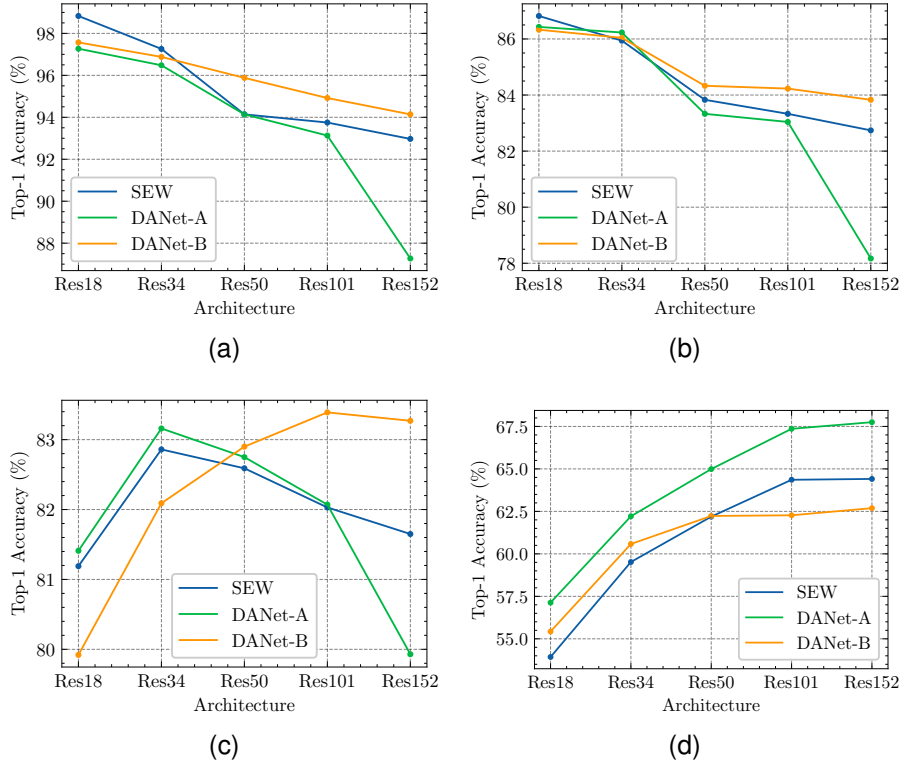 Top-1 Accuracy (%)
98
96
94
92
90
88
SEW
DANet-A
DANet-B
Res18 Res34 Res50 Res101 Res152
Architecture
(a)
Top-1 Accuracy (%)
86
84
82
80
78
SEW
DANet-A
DANet-B
Res18 Res34 Res50 Res101 Res152
Architecture
(b)
Top-1 Accuracy (%)
83
82
81
80
SEW
DANet-A
DANet-B
Res18 Res34 Res50 Res101 Res152
Architecture
(c)
Top-1 Accuracy (%)
67.5
65.0
62.5
60.0
57.5
55.0
SEW
DANet-A
DANet-B
Res18 Res34 Res50 Res101 Res152
Architecture
(d)